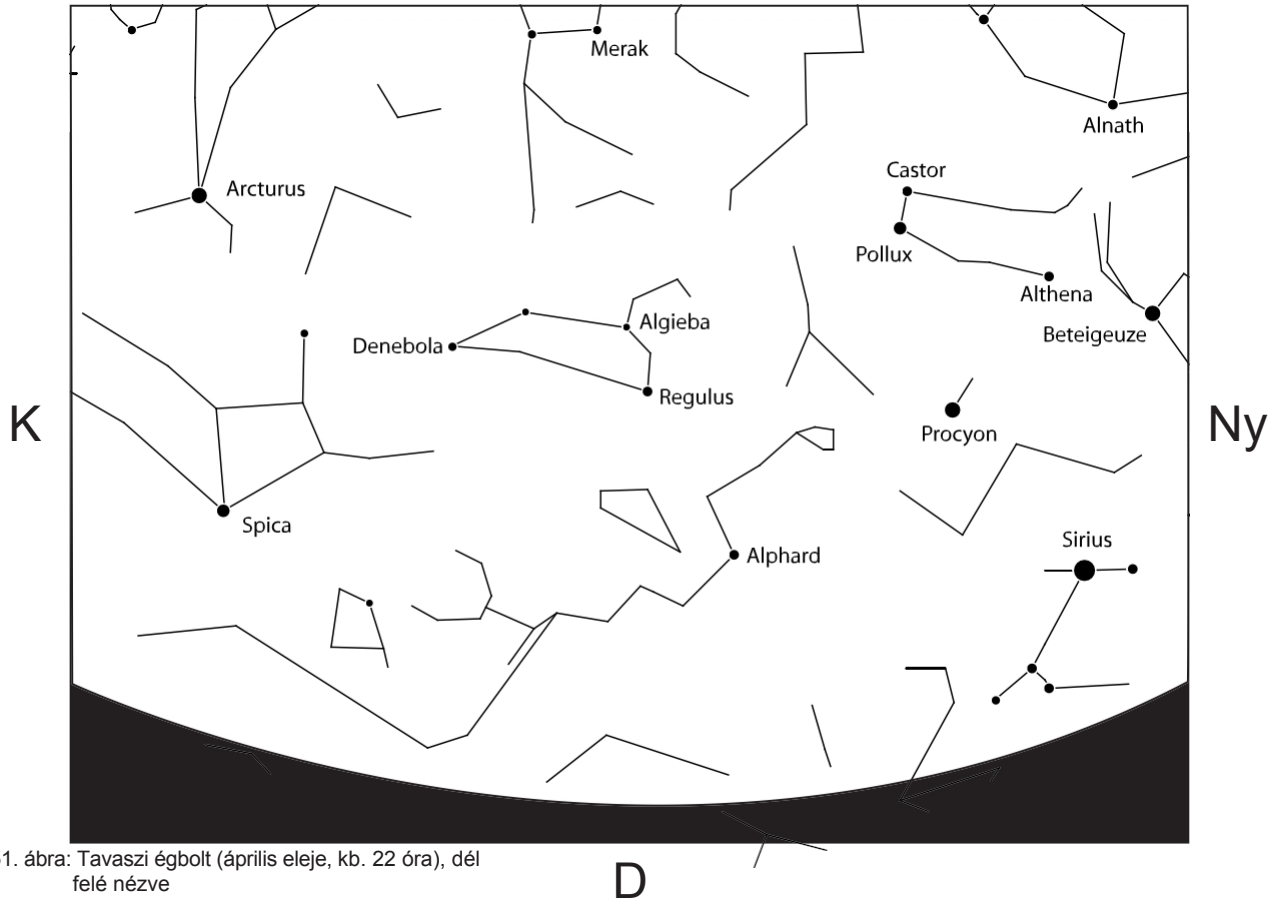 Merak
Alnath
Castor
Arcturus
Pollux
Althena
Algieba
Beteigeuze
Denebola
Regulus
K
Ny
Procyon
Spica
Sirius
Alphard
1. ábra: Tavaszi égbolt (április eleje, kb. 22 óra), dél
felé nézve
D